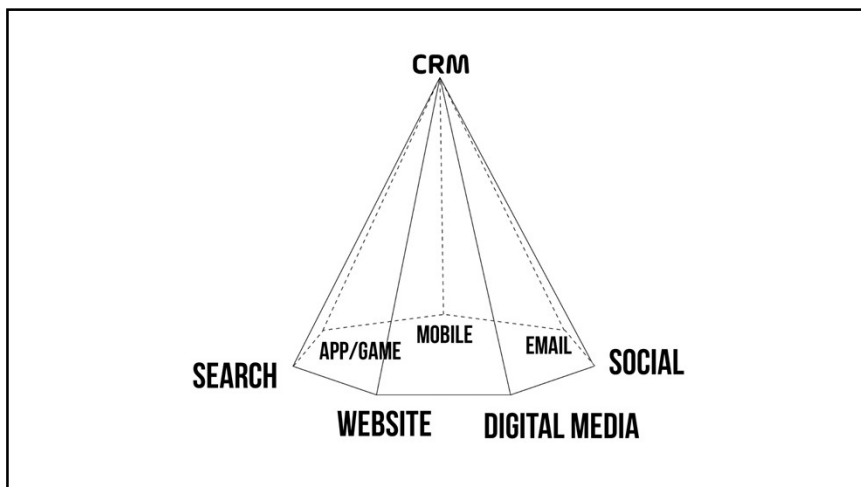 CRM
MOBILE
APP/GAME
EMAIL
SEARCH
SOCIAL
WEBSITE
DIGITAL MEDIA